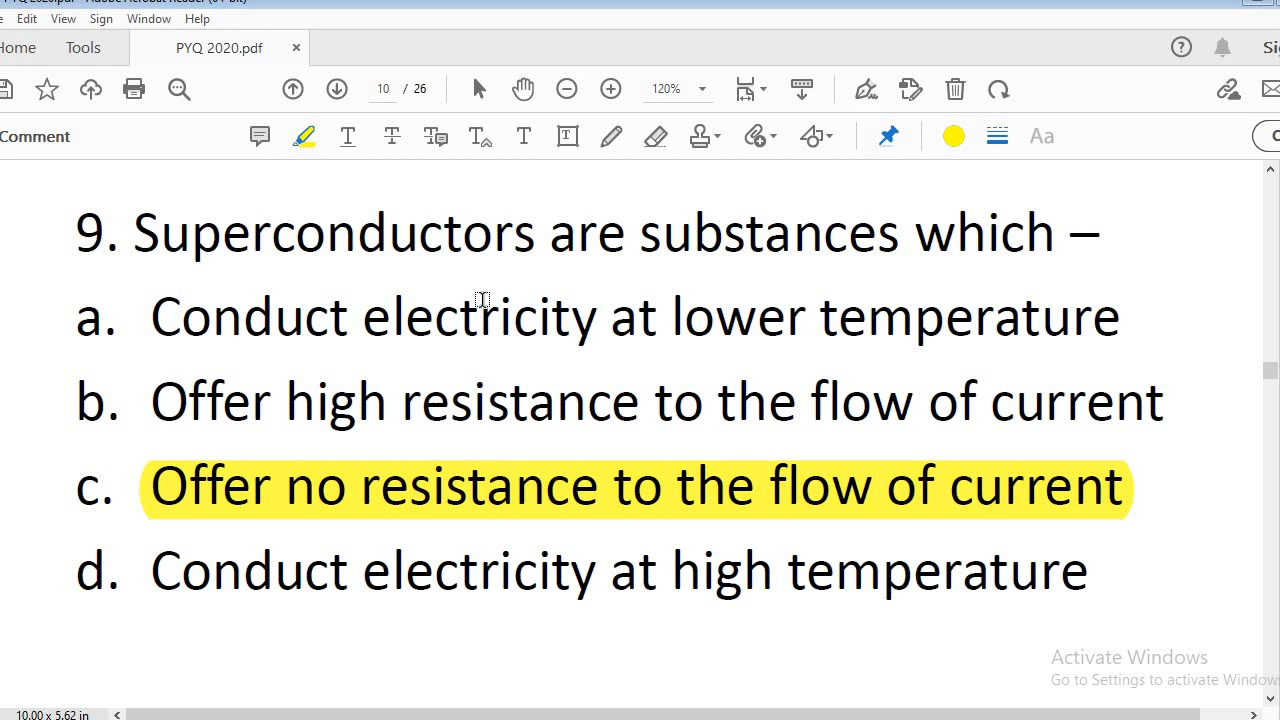 Edit View Sign Window Help
Home Tools PYQ 2020.pdf ×
10 / 26 120%
Comment Aa
9. Superconductors are substances which –
a. Conduct electricity at lower temperature
b. Offer high resistance to the flow of current
c. Offer no resistance to the flow of current
d. Conduct electricity at high temperature
Activate Windows
Go to Settings to activate Windows
10.00 x 5.62 in